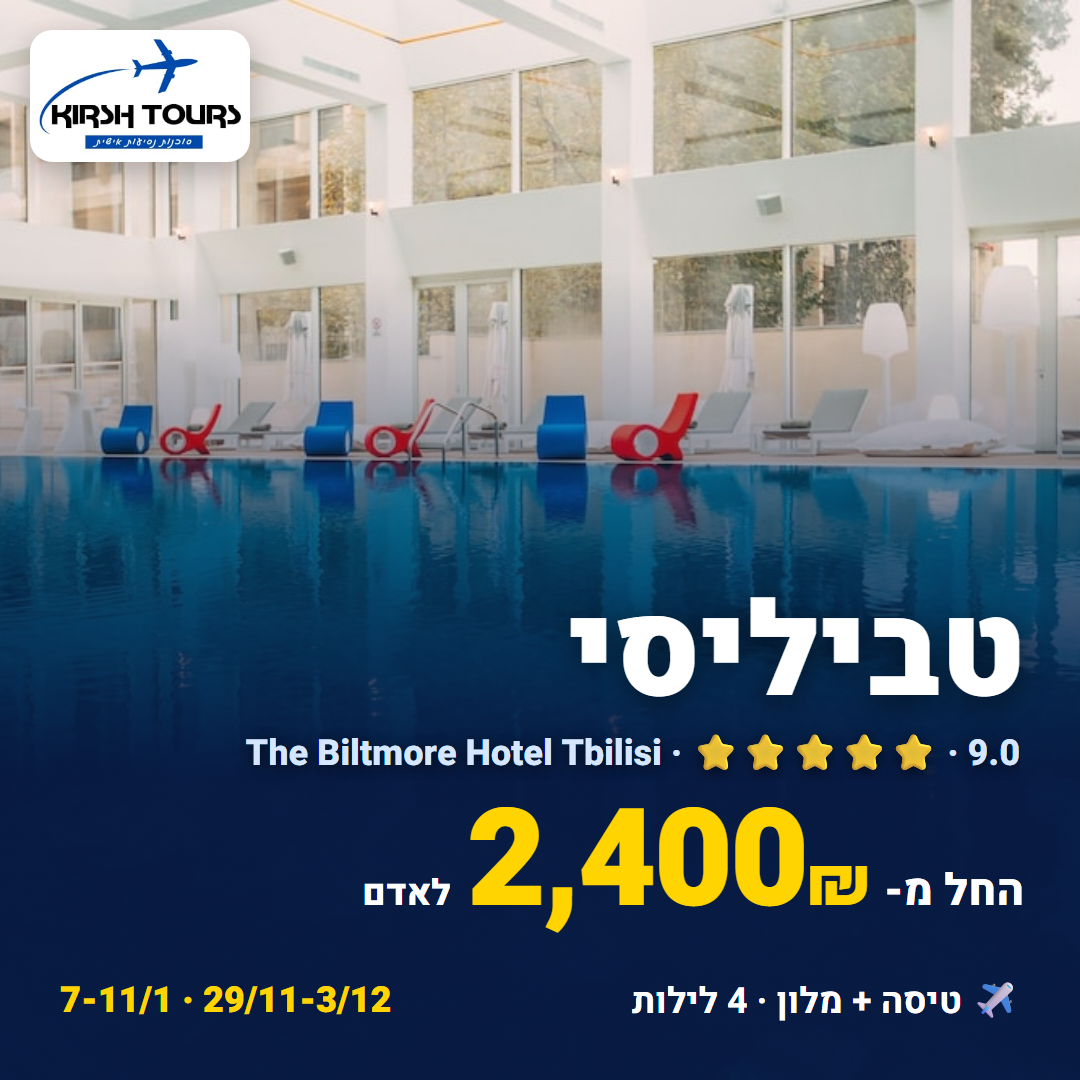 KIRSH TOURS
סוכנות נסיעות אישית
טביליסי
9.0 · ⭐⭐⭐⭐⭐ · The Biltmore Hotel Tbilisi
החל מ- ₪2,400 לאדם
✈️ טיסה + מלון · 4 לילות
29/11-3/12 · 7-11/1